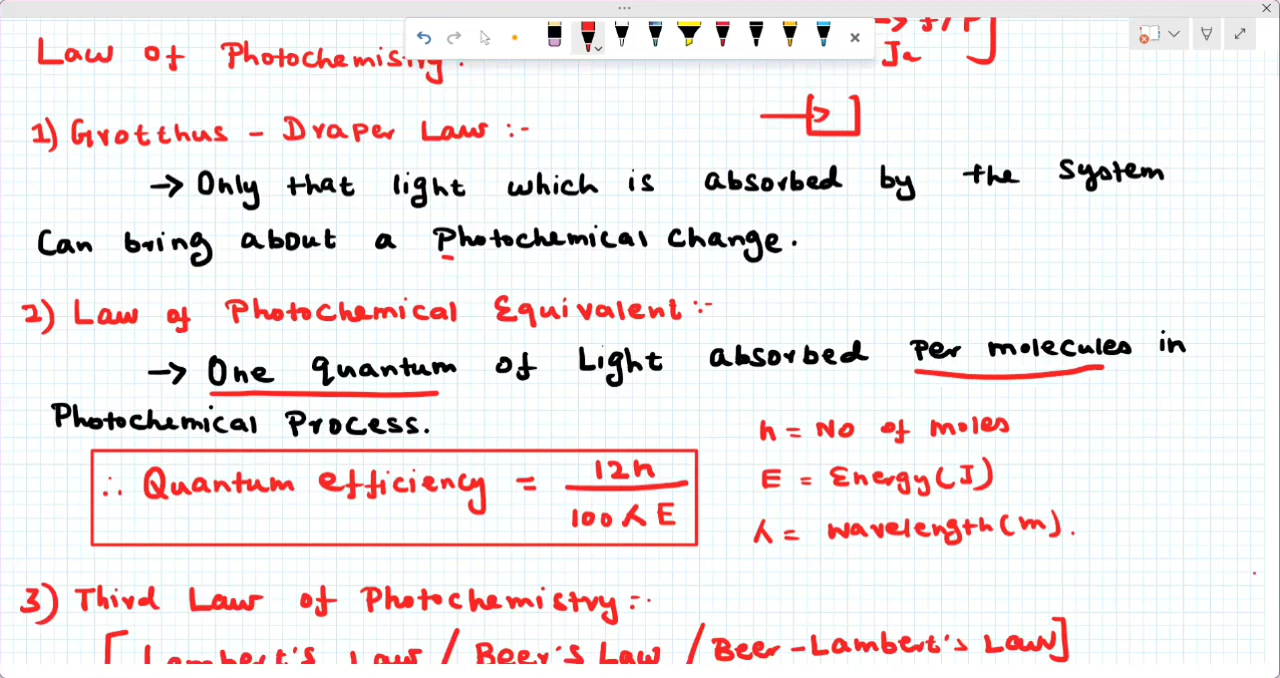 Law of Photochemistry :
1) Grotthus - Draper Law :-
→ Only that light which is absorbed by the System
Can bring about a Photochemical Change.
2) Law of Photochemical Equivalent :-
→ One quantum of Light absorbed Per molecules in
Photochemical Process.
∴ Quantum efficiency = 12n / 100 λ E
n = No of moles
E = Energy (J)
λ = wavelength (m).
3) Third Law of Photochemistry :-
[Lambert's Law / Beer's Law / Beer-Lambert's Law]